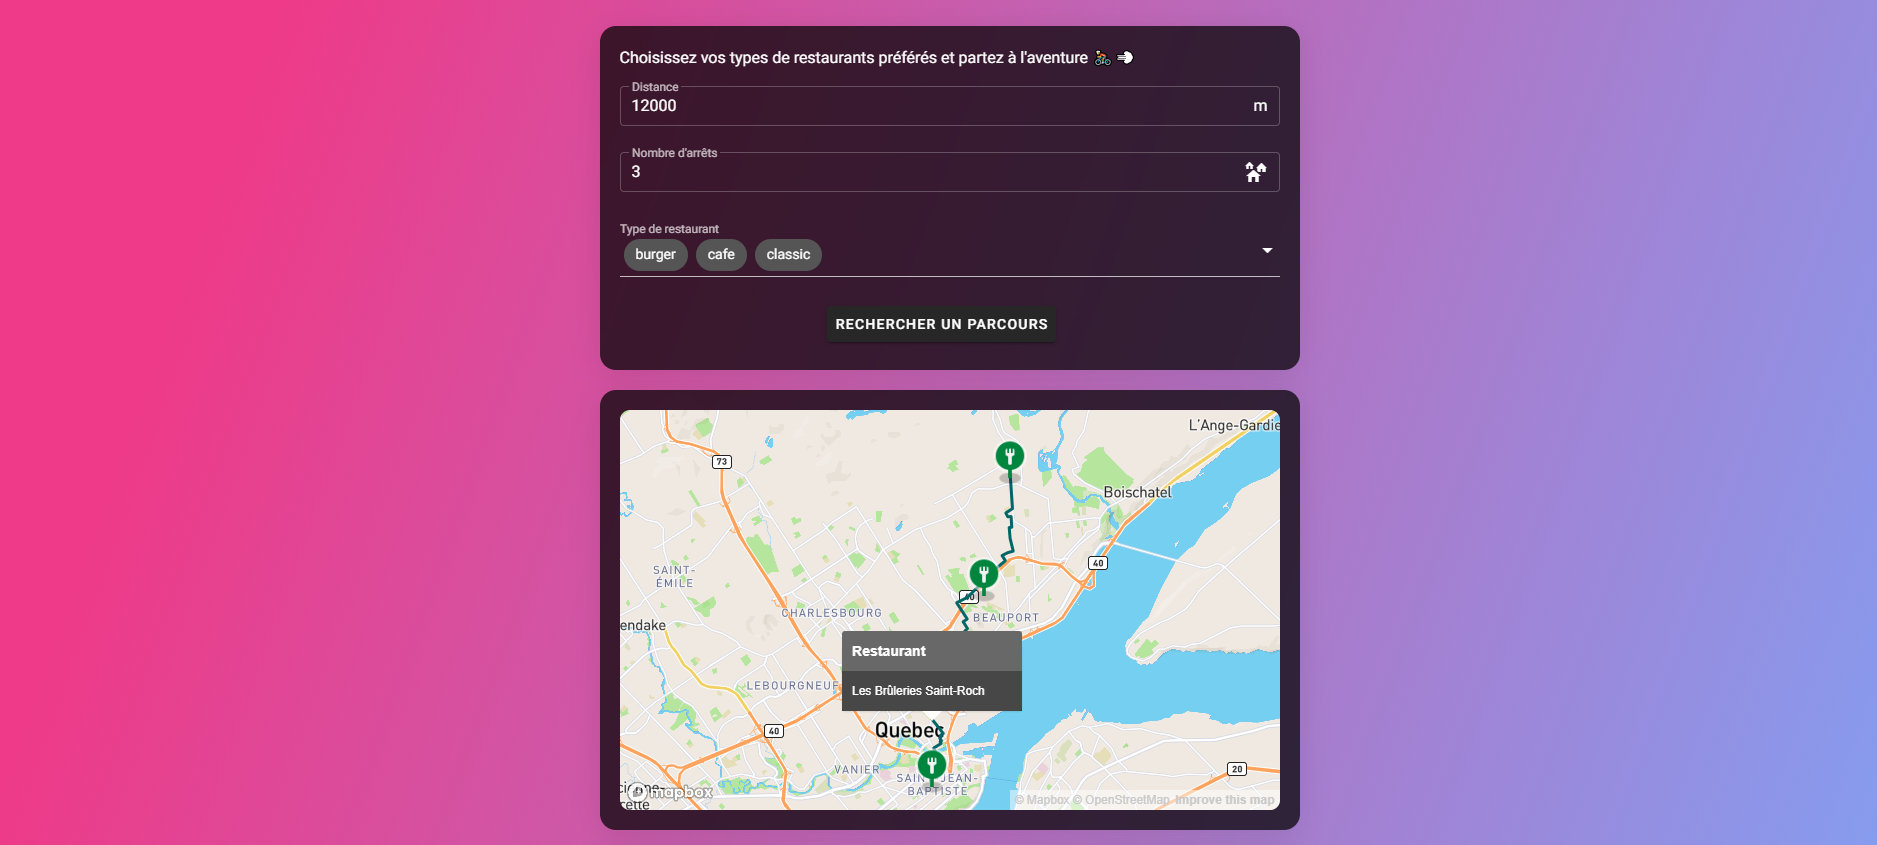 Choisissez vos types de restaurants préférés et partez à l'aventure
Distance
12000 m
Nombre d'arrêts
3
Type de restaurant
burger cafe classic
RECHERCHER UN PARCOURS
L'Ange-Gardie
73
Boischatel
40
SAINT-
ÉMILE
40
CHARLESBOURG
BEAUPORT
endake
Restaurant
LEBOURGNEUF
Les Brûleries Saint-Roch
40
Quebec
VANIER
20
SAINT-JEAN-
BAPTISTE
mapbox
rette
© Mapbox © OpenStreetMap Improve this map